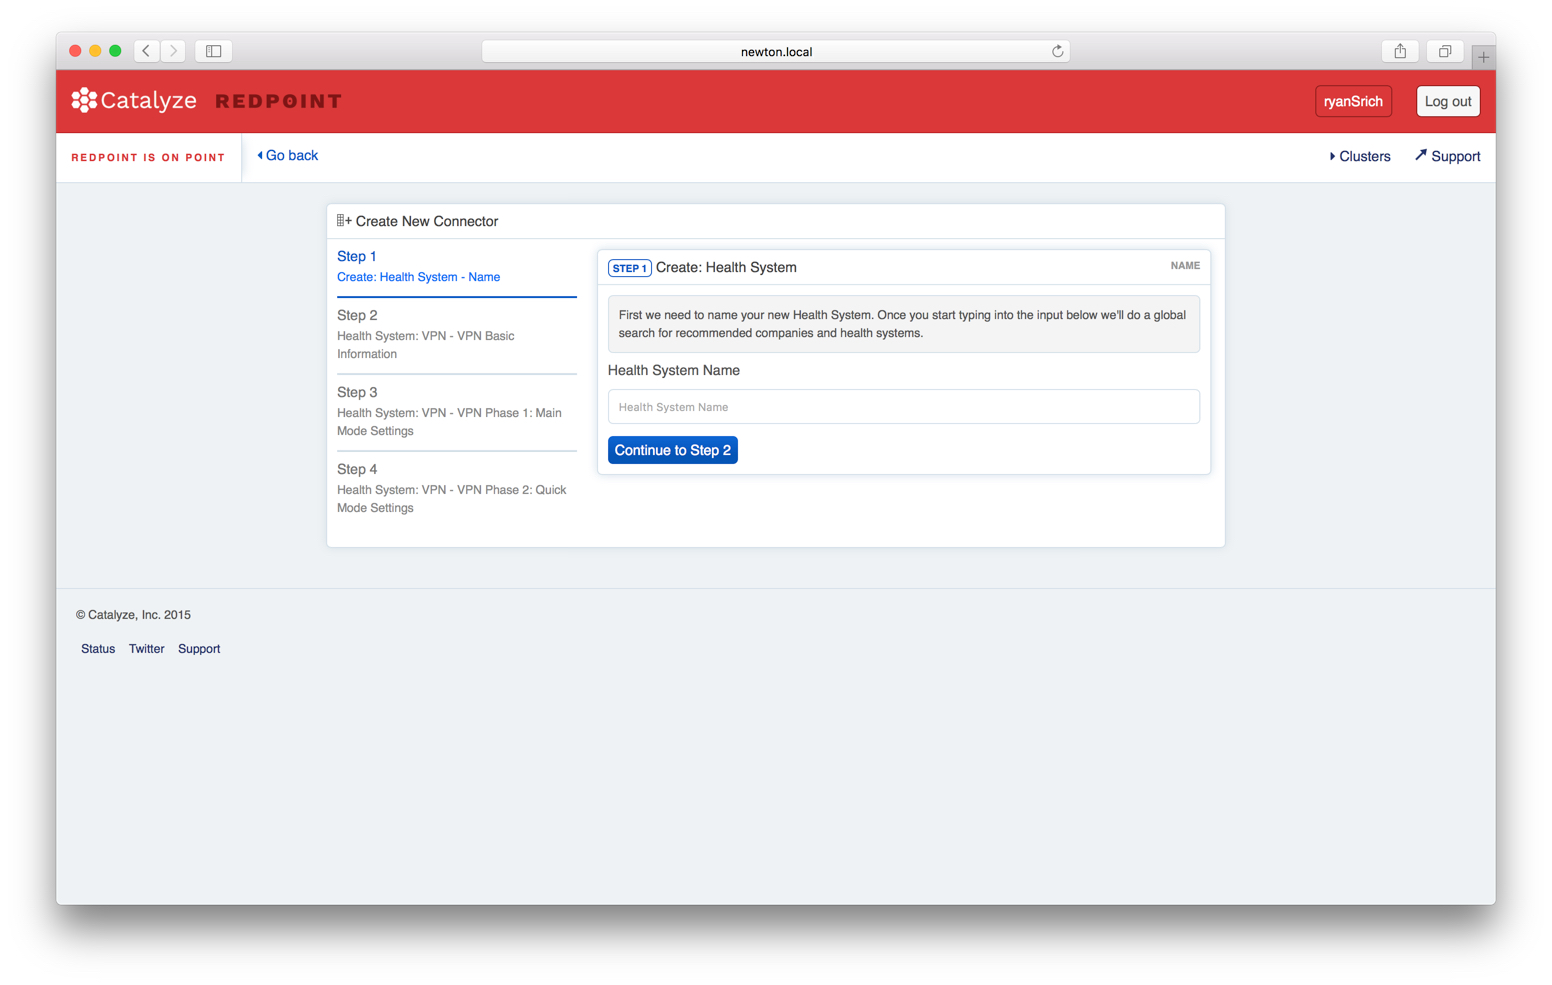 newton.local
Catalyze REDPOINT
ryanSrich
Log out
REDPOINT IS ON POINT
Go back
Clusters
Support
Create New Connector
Step 1
Create: Health System - Name
Step 2
Health System: VPN - VPN Basic
Information
Step 3
Health System: VPN - VPN Phase 1: Main
Mode Settings
Step 4
Health System: VPN - VPN Phase 2: Quick
Mode Settings
STEP 1 Create: Health System
NAME
First we need to name your new Health System. Once you start typing into the input below we'll do a global
search for recommended companies and health systems.
Health System Name
Health System Name
Continue to Step 2
© Catalyze, Inc. 2015
Status Twitter Support